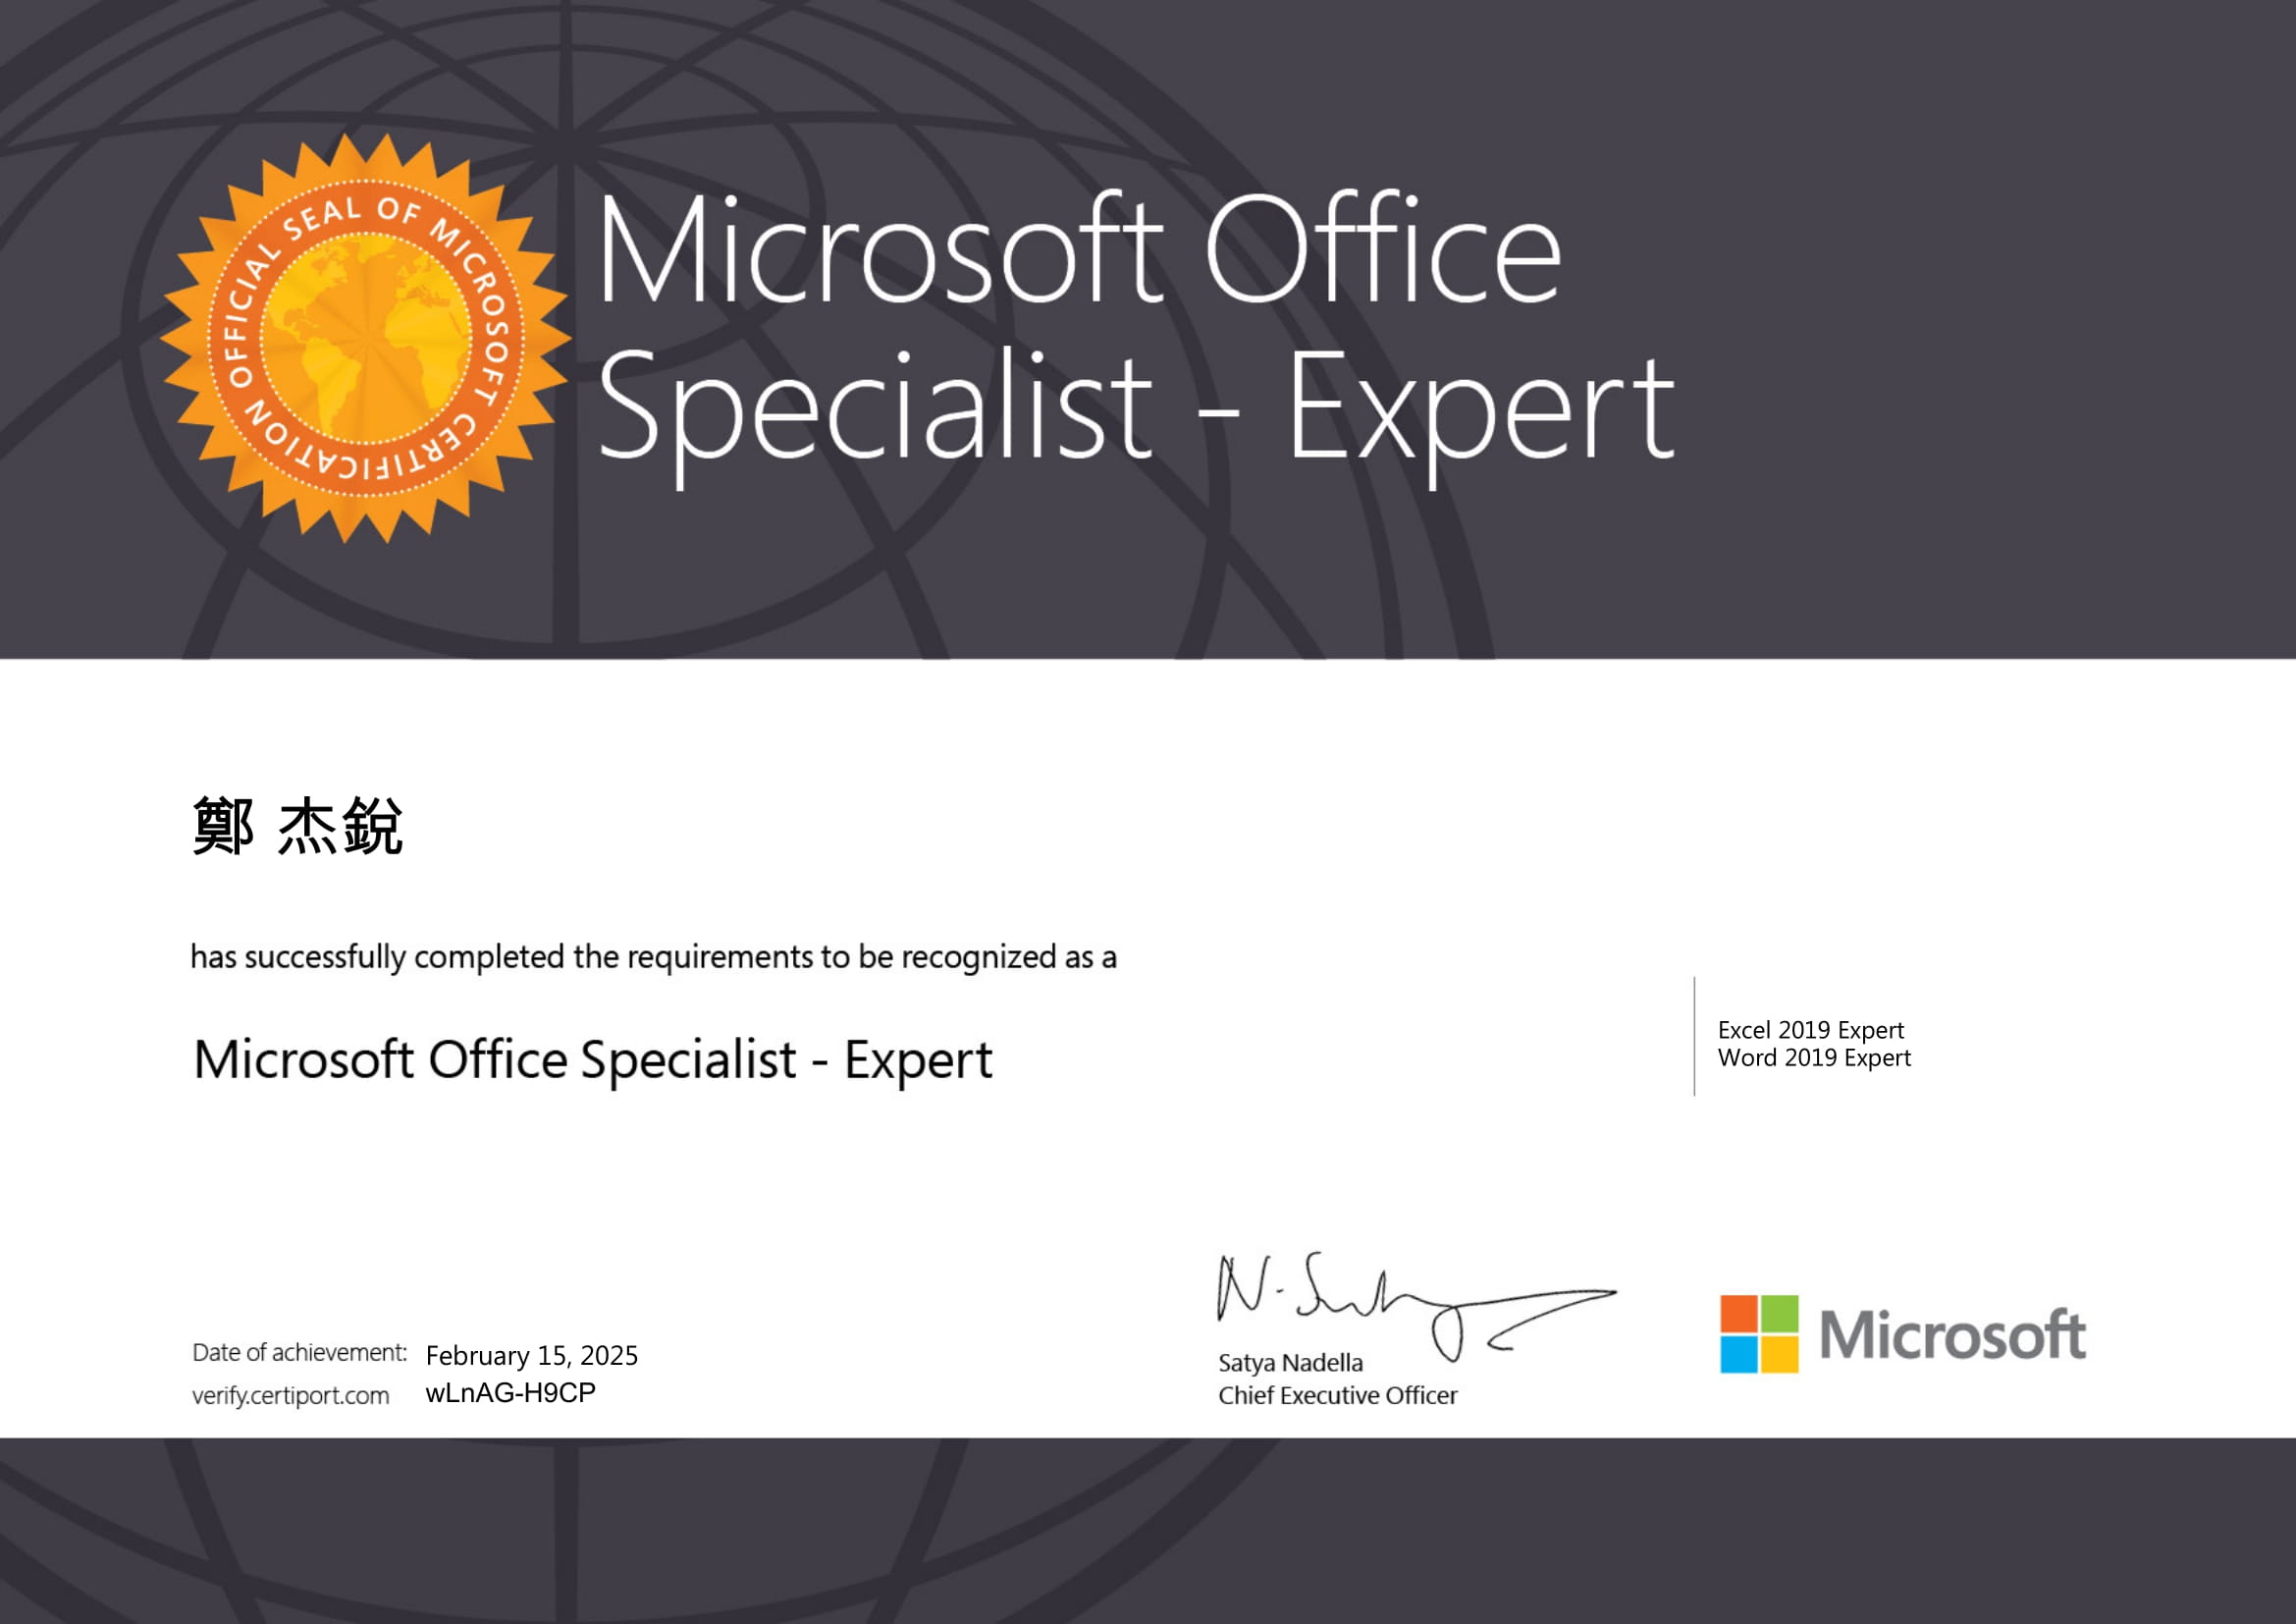 OFFICIAL SEAL OF MICROSOFT CERTIFICATION
Microsoft Office
Specialist - Expert
鄭 杰銳
has successfully completed the requirements to be recognized as a
Microsoft Office Specialist - Expert
Excel 2019 Expert
Word 2019 Expert
Date of achievement: February 15, 2025
verify.certiport.com wLnAG-H9CP
Satya Nadella
Chief Executive Officer
Microsoft